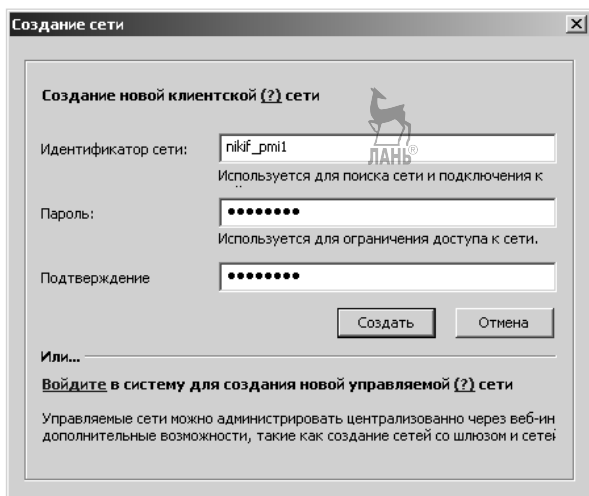 Создание сети
Создание новой клиентской (?) сети
Идентификатор сети:
nikif_pmi1
ЛАНЬ®
Используется для поиска сети и подключения к
Пароль:
●●●●●●●●
Используется для ограничения доступа к сети.
Подтверждение
●●●●●●●●
Создать
Отмена
Или...
Войдите в систему для создания новой управляемой (?) сети
Управляемые сети можно администрировать централизованно через веб-ин
дополнительные возможности, такие как создание сетей со шлюзом и сетей